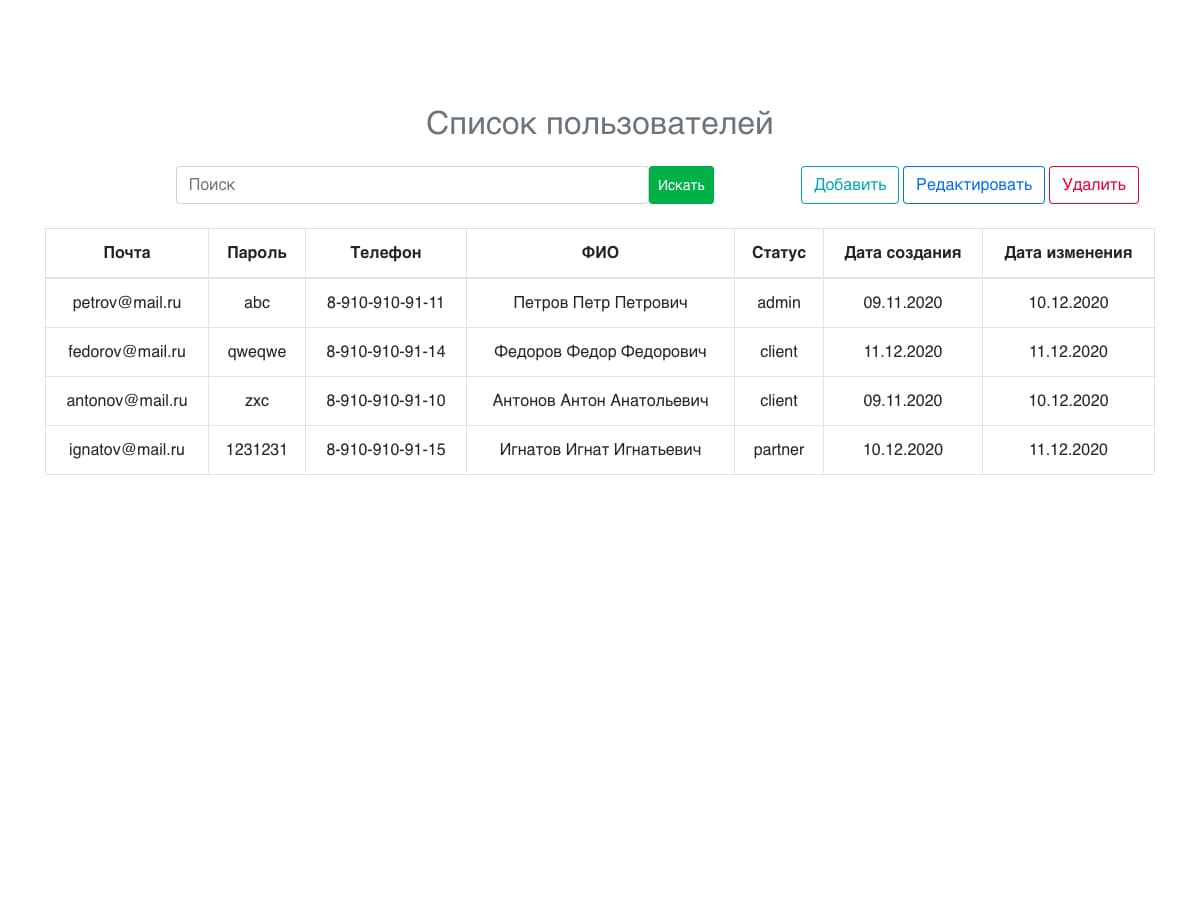 Список пользователей
Поиск Искать Добавить Редактировать Удалить
Почта Пароль Телефон ФИО Статус Дата создания Дата изменения
petrov@mail.ru abc 8-910-910-91-11 Петров Петр Петрович admin 09.11.2020 10.12.2020
fedorov@mail.ru qweqwe 8-910-910-91-14 Федоров Федор Федорович client 11.12.2020 11.12.2020
antonov@mail.ru zxc 8-910-910-91-10 Антонов Антон Анатольевич client 09.11.2020 10.12.2020
ignatov@mail.ru 1231231 8-910-910-91-15 Игнатов Игнат Игнатьевич partner 10.12.2020 11.12.2020